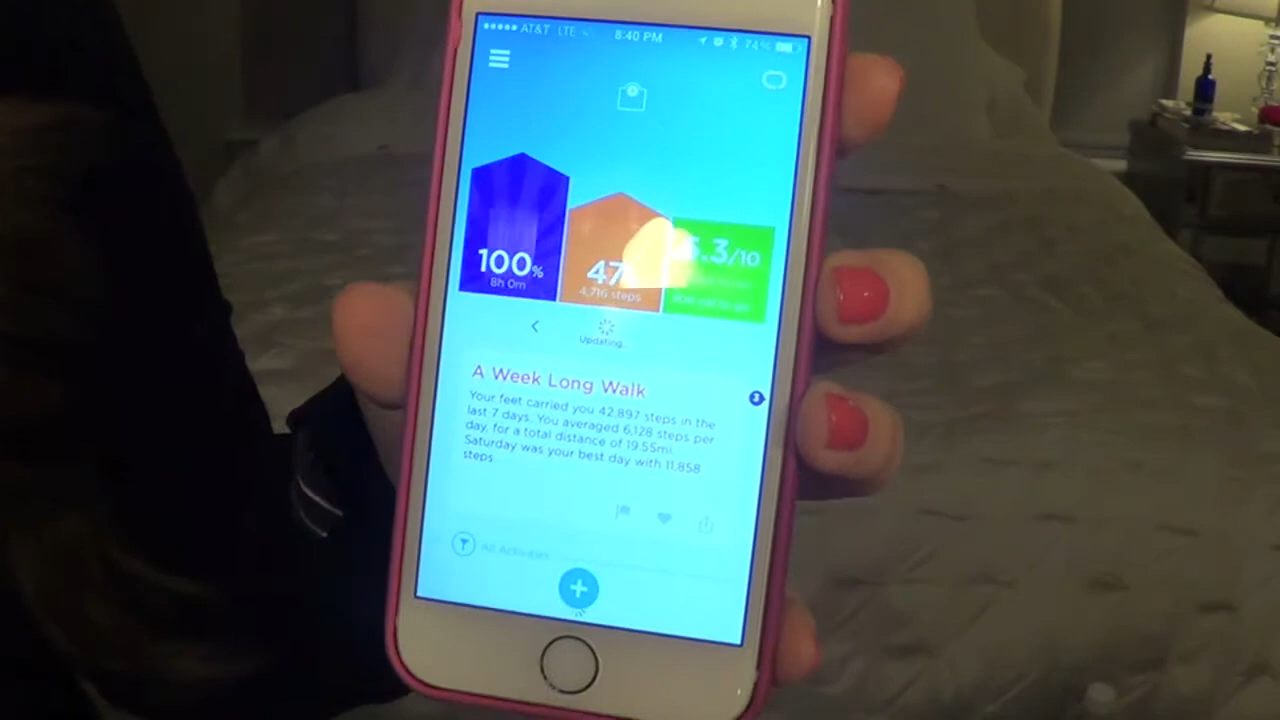 AT&T LTE 8:40 PM 74%
100%
8h 0m
47
4,716 steps
.3/10
Updating...
A Week Long Walk
3
Your feet carried you 42,897 steps in the
last 7 days. You averaged 6,128 steps per
day, for a total distance of 19.55mi.
Saturday was your best day with 11,858
steps.
All Activities